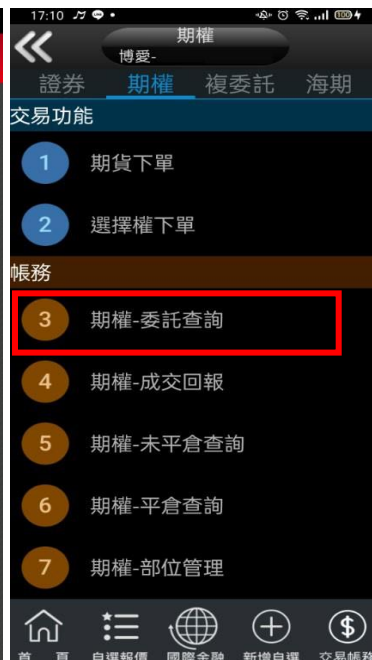 17:10
100
期權
博愛-
證券 期權 複委託 海期
交易功能
1 期貨下單
2 選擇權下單
帳務
3 期權-委託查詢
4 期權-成交回報
5 期權-未平倉查詢
6 期權-平倉查詢
7 期權-部位管理
首 頁 自選報價 國際金融 新增自選 交易帳務